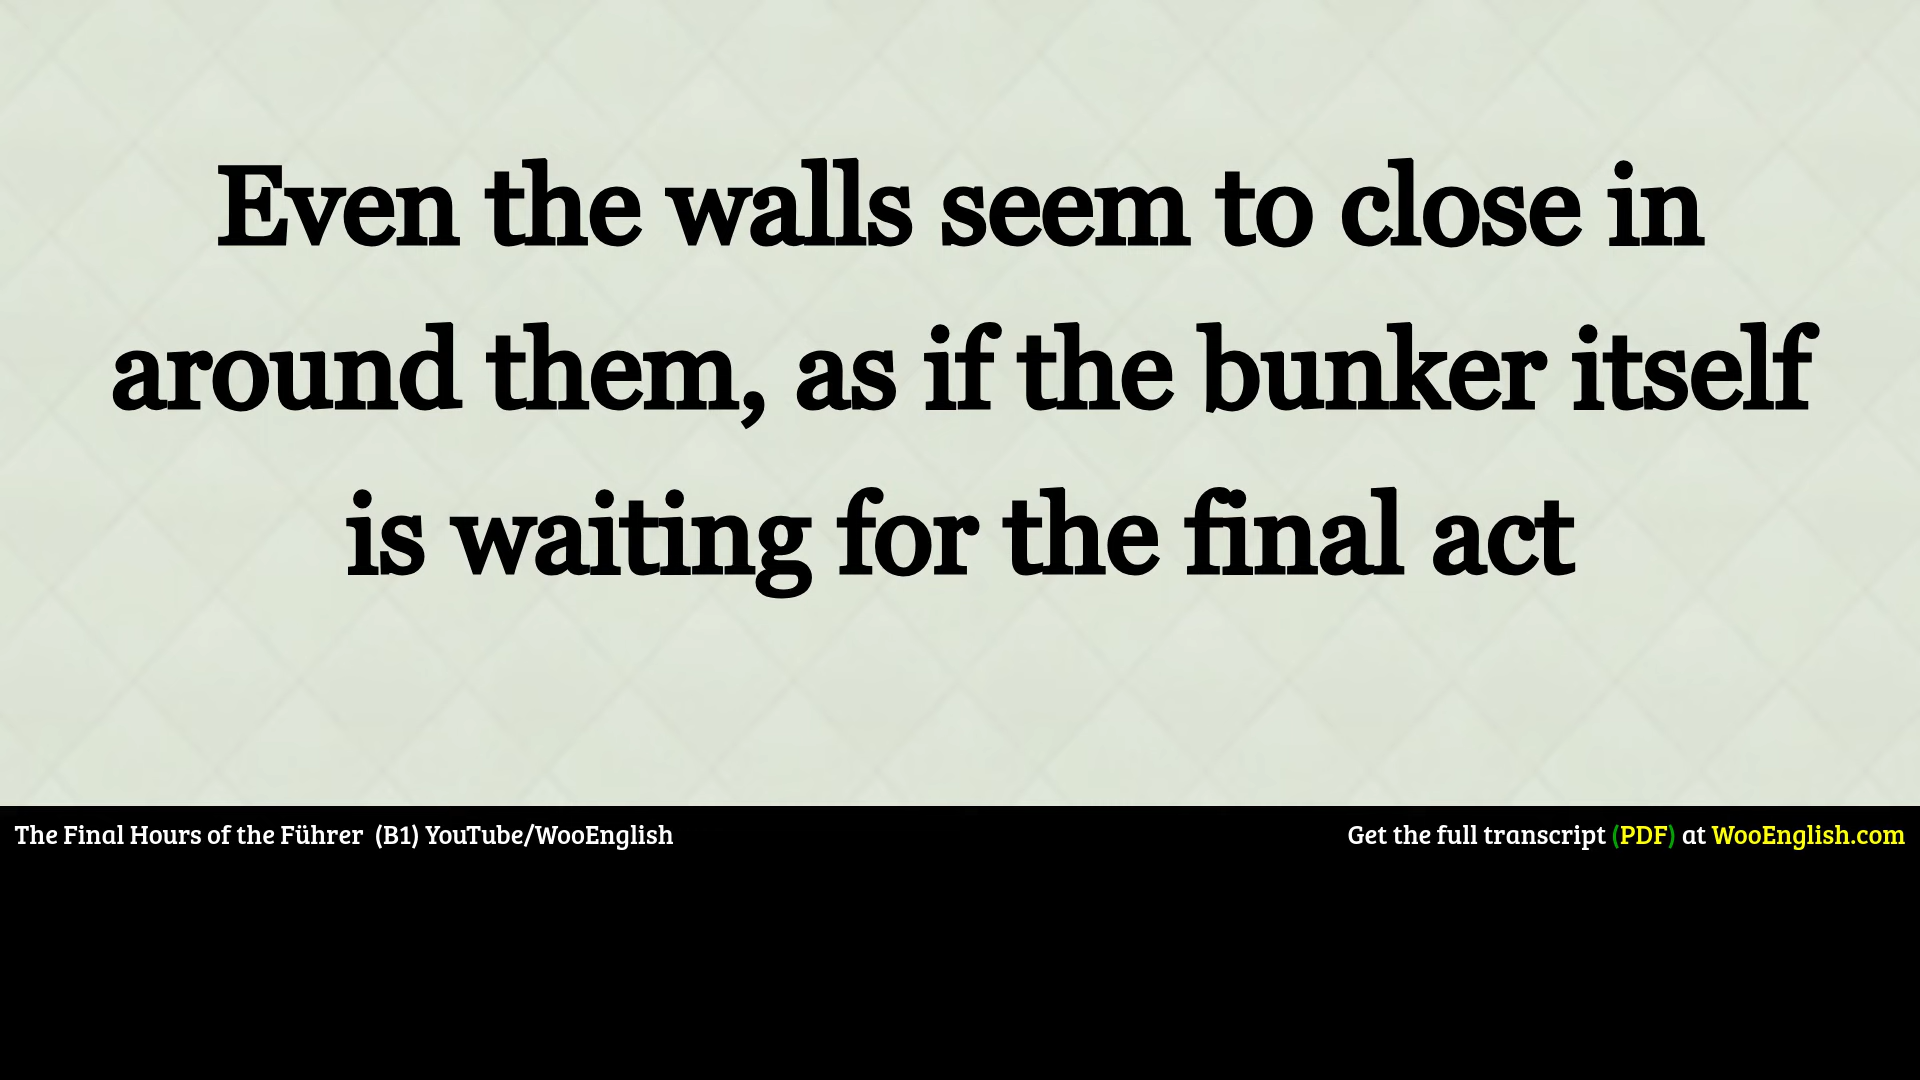 Even the walls seem to close in
around them, as if the bunker itself
is waiting for the final act
The Final Hours of the Führer (B1) YouTube/WooEnglish
Get the full transcript (PDF) at WooEnglish.com